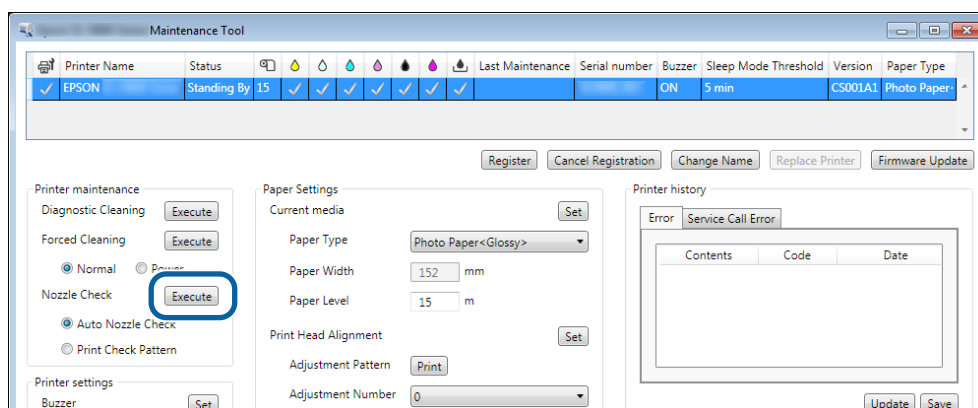 Maintenance Tool
Printer Name Status Last Maintenance Serial number Buzzer Sleep Mode Threshold Version Paper Type
EPSON Standing By 15 ON 5 min CS001A1 Photo Paper-
Register Cancel Registration Change Name Replace Printer Firmware Update
Printer maintenance
Diagnostic Cleaning Execute
Forced Cleaning Execute
Normal Power
Nozzle Check Execute
Auto Nozzle Check
Print Check Pattern
Printer settings
Buzzer Set
Paper Settings
Current media Set
Paper Type Photo Paper<Glossy>
Paper Width 152 mm
Paper Level 15 m
Print Head Alignment Set
Adjustment Pattern Print
Adjustment Number 0
Printer history
Error Service Call Error
Contents Code Date
Update Save